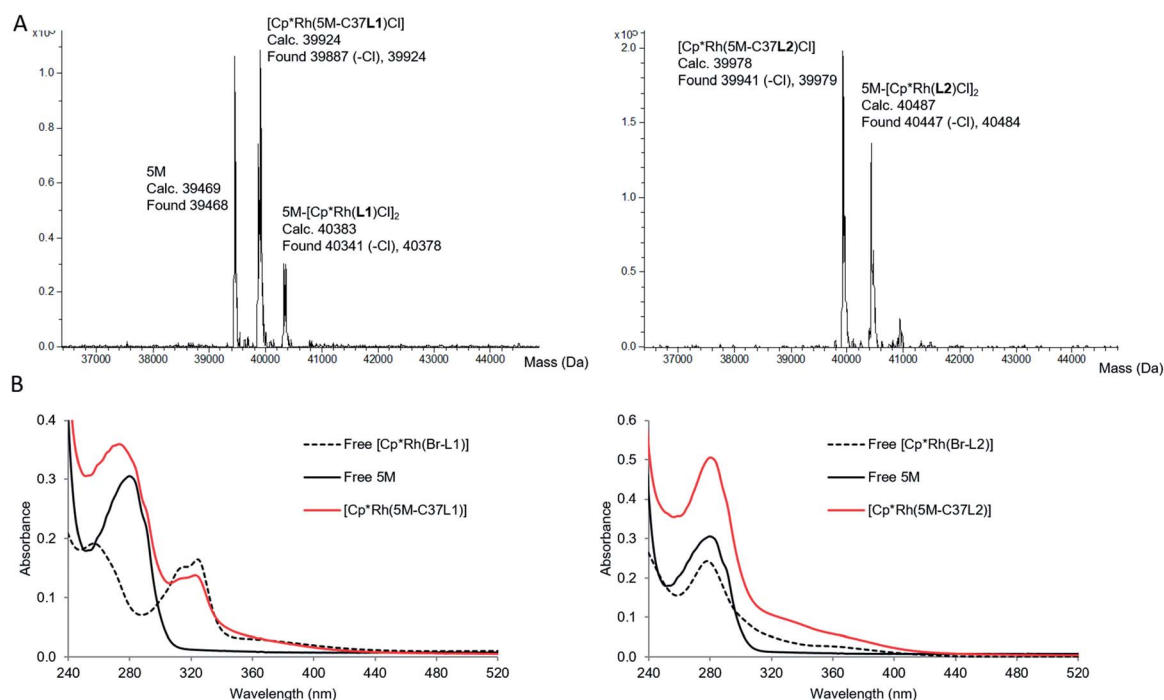 A
x10⁵
1.0
0.8
0.6
0.4
0.2
0.0
[Cp*Rh(5M-C37L1)Cl]
Calc. 39924
Found 39887 (-Cl), 39924
5M
Calc. 39469
Found 39468
5M-[Cp*Rh(L1)Cl]₂
Calc. 40383
Found 40341 (-Cl), 40378
37000 38000 39000 40000 41000 42000 43000 44000
Mass (Da)
x10⁵
2.0
1.5
1.0
0.5
0.0
[Cp*Rh(5M-C37L2)Cl]
Calc. 39978
Found 39941 (-Cl), 39979
5M-[Cp*Rh(L2)Cl]₂
Calc. 40487
Found 40447 (-Cl), 40484
37000 38000 39000 40000 41000 42000 43000 44000
Mass (Da)
B
0.4
0.3
0.2
0.1
0.0
Absorbance
Free [Cp*Rh(Br-L1)]
Free 5M
[Cp*Rh(5M-C37L1)]
240 280 320 360 400 440 480 520
Wavelength (nm)
0.6
0.5
0.4
0.3
0.2
0.1
0.0
Absorbance
Free [Cp*Rh(Br-L2)]
Free 5M
[Cp*Rh(5M-C37L2)]
240 280 320 360 400 440 480 520
Wavelength (nm)